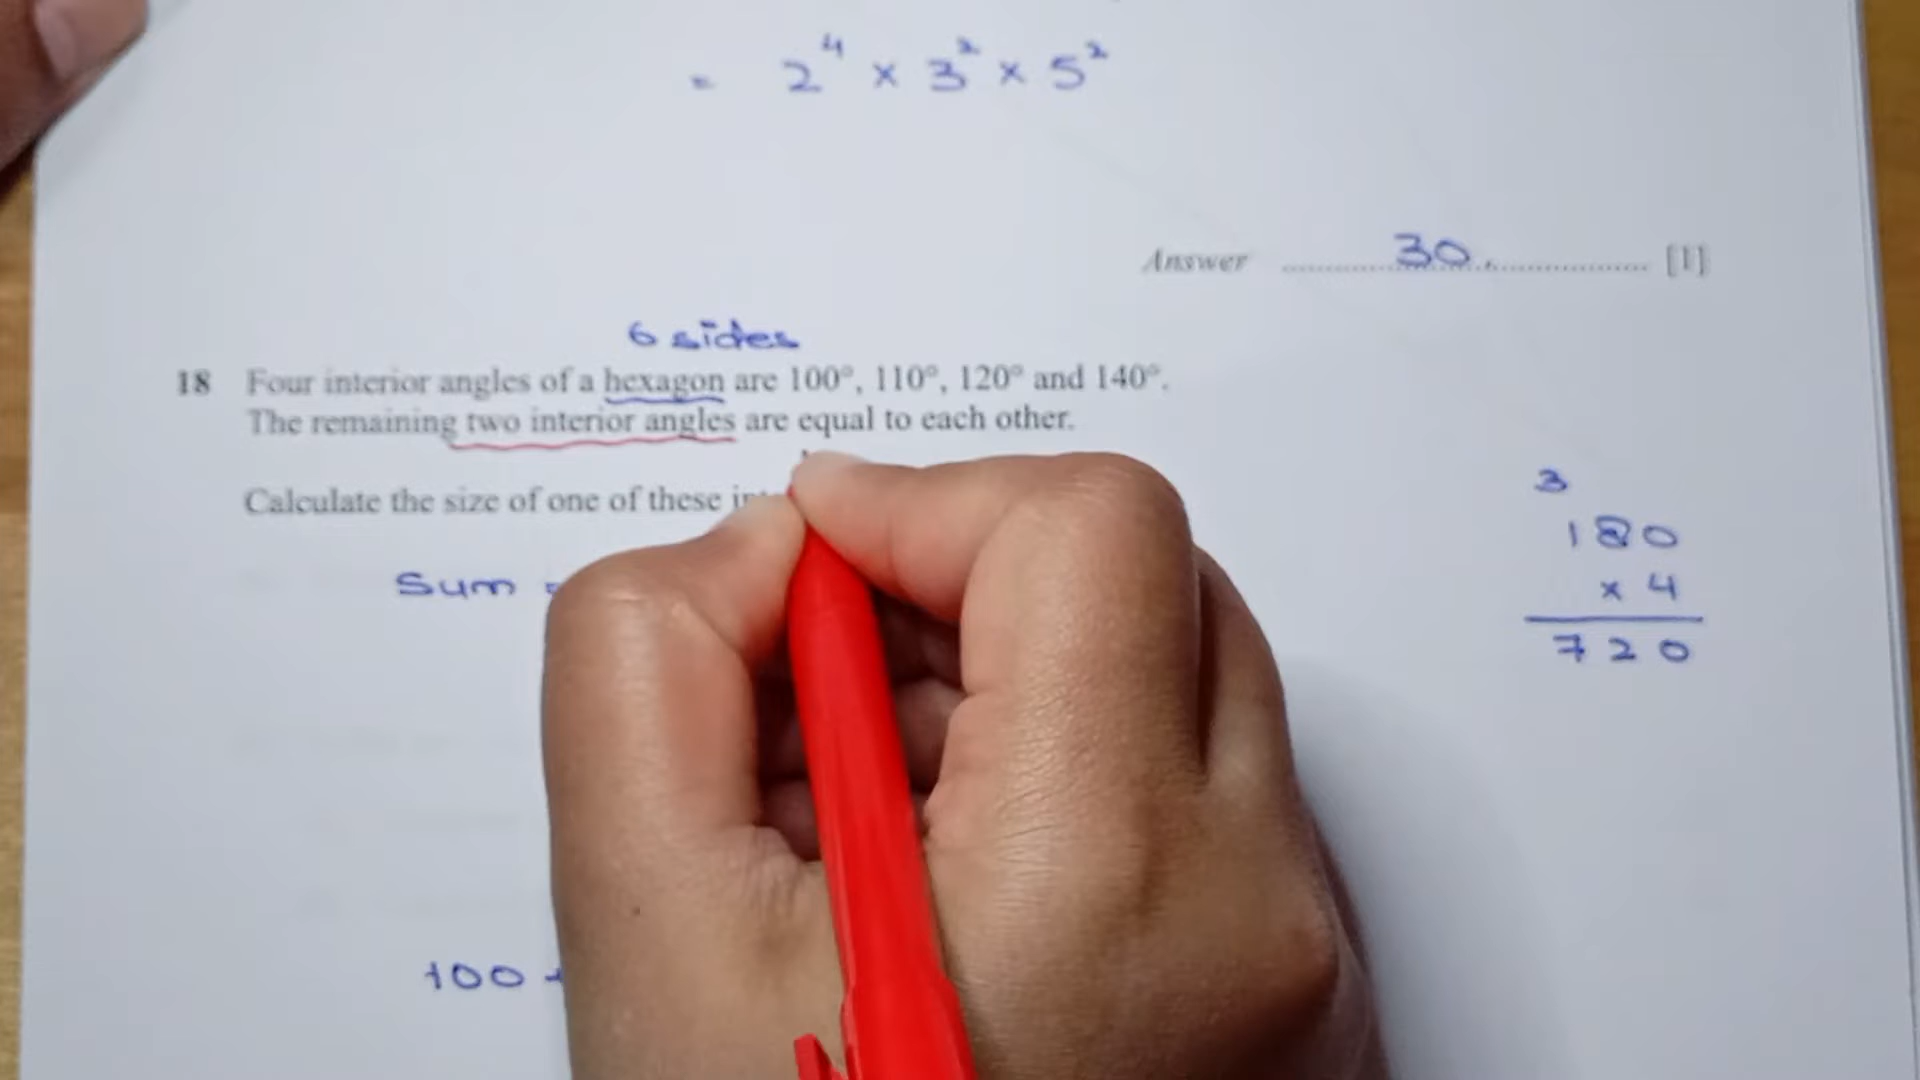 = 2⁴ × 3² × 5²
Answer 30. [1]
6 sides
18 Four interior angles of a hexagon are 100°, 110°, 120° and 140°.
The remaining two interior angles are equal to each other.
Calculate the size of one of these
Sum =
3
180
× 4
720
100 +